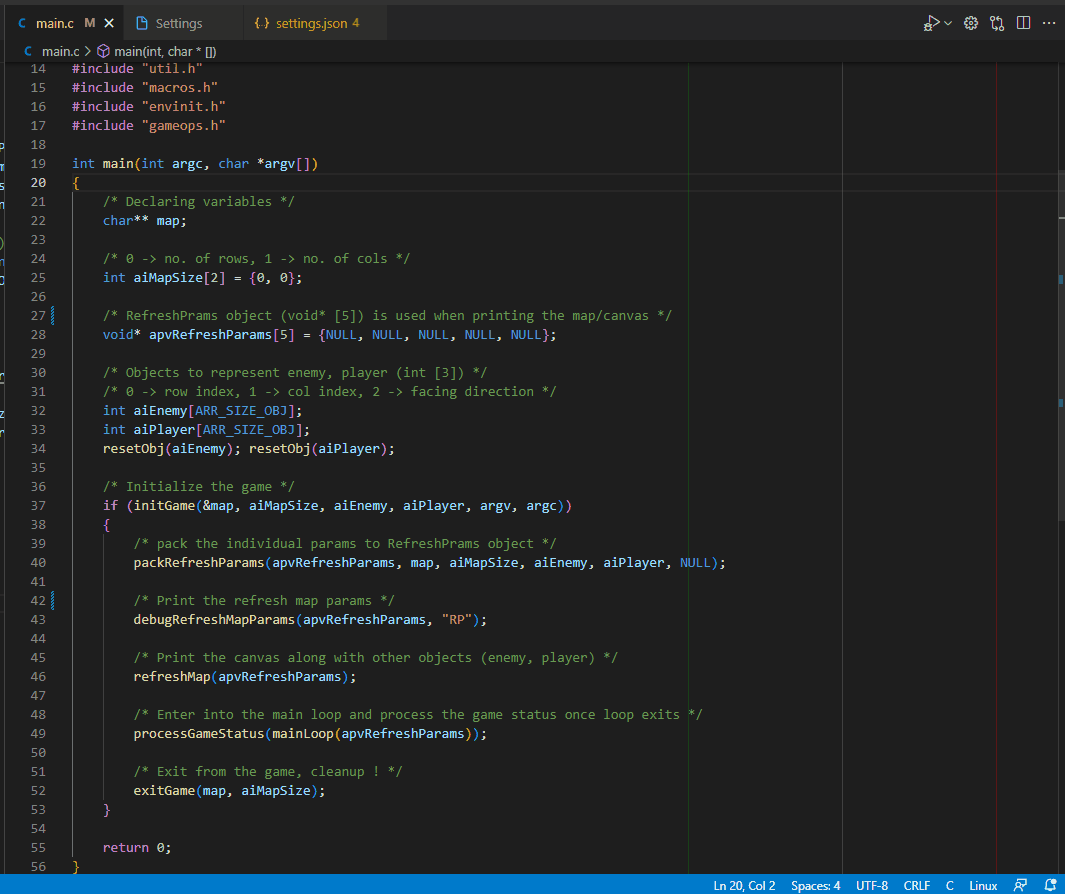 main.c M
Settings
settings.json 4
main.c > main(int, char * [])
14 #include "util.h"
15 #include "macros.h"
16 #include "envinit.h"
17 #include "gameops.h"
18
19 int main(int argc, char *argv[])
20 {
21 /* Declaring variables */
22 char** map;
23
24 /* 0 -> no. of rows, 1 -> no. of cols */
25 int aiMapSize[2] = {0, 0};
26
27 /* RefreshPrams object (void* [5]) is used when printing the map/canvas */
28 void* apvRefreshParams[5] = {NULL, NULL, NULL, NULL, NULL};
29
30 /* Objects to represent enemy, player (int [3]) */
31 /* 0 -> row index, 1 -> col index, 2 -> facing direction */
32 int aiEnemy[ARR_SIZE_OBJ];
33 int aiPlayer[ARR_SIZE_OBJ];
34 resetObj(aiEnemy); resetObj(aiPlayer);
35
36 /* Initialize the game */
37 if (initGame(&map, aiMapSize, aiEnemy, aiPlayer, argv, argc))
38 {
39 /* pack the individual params to RefreshPrams object */
40 packRefreshParams(apvRefreshParams, map, aiMapSize, aiEnemy, aiPlayer, NULL);
41
42 /* Print the refresh map params */
43 debugRefreshMapParams(apvRefreshParams, "RP");
44
45 /* Print the canvas along with other objects (enemy, player) */
46 refreshMap(apvRefreshParams);
47
48 /* Enter into the main loop and process the game status once loop exits */
49 processGameStatus(mainLoop(apvRefreshParams));
50
51 /* Exit from the game, cleanup ! */
52 exitGame(map, aiMapSize);
53 }
54
55 return 0;
56 }
Ln 20, Col 2 Spaces: 4 UTF-8 CRLF C Linux